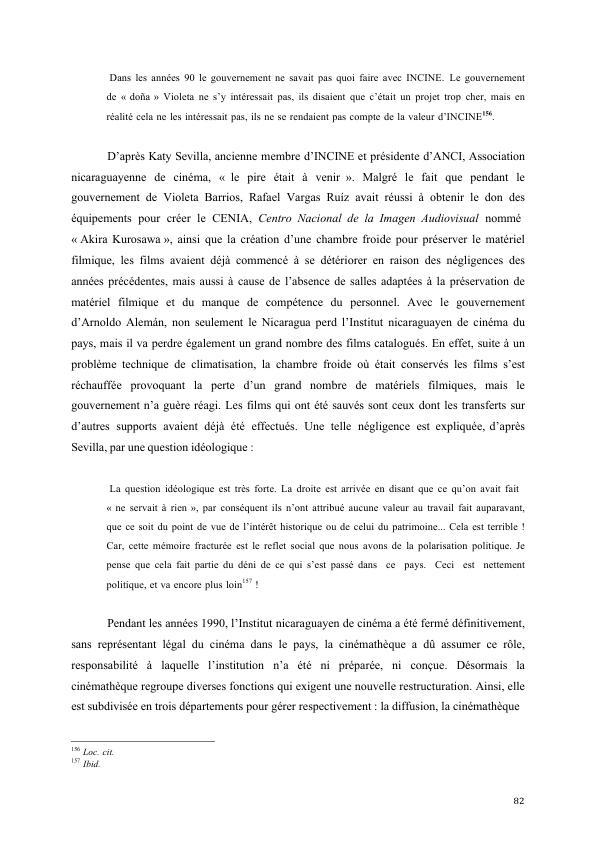 Dans les années 90 le gouvernement ne savait pas quoi faire avec INCINE. Le gouvernement
de « doña » Violeta ne s’y intéressait pas, ils disaient que c’était un projet trop cher, mais en
réalité cela ne les intéressait pas, ils ne se rendaient pas compte de la valeur d’INCINE156.
D’après Katy Sevilla, ancienne membre d’INCINE et présidente d’ANCI, Association
nicaraguayenne de cinéma, « le pire était à venir ». Malgré le fait que pendant le
gouvernement de Violeta Barrios, Rafael Vargas Ruíz avait réussi à obtenir le don des
équipements pour créer le CENIA, Centro Nacional de la Imagen Audiovisual nommé
« Akira Kurosawa », ainsi que la création d’une chambre froide pour préserver le matériel
filmique, les films avaient déjà commencé à se détériorer en raison des négligences des
années précédentes, mais aussi à cause de l’absence de salles adaptées à la préservation de
matériel filmique et du manque de compétence du personnel. Avec le gouvernement
d’Arnoldo Alemán, non seulement le Nicaragua perd l’Institut nicaraguayen de cinéma du
pays, mais il va perdre également un grand nombre des films catalogués. En effet, suite à un
problème technique de climatisation, la chambre froide où était conservés les films s’est
réchauffée provoquant la perte d’un grand nombre de matériels filmiques, mais le
gouvernement n’a guère réagi. Les films qui ont été sauvés sont ceux dont les transferts sur
d’autres supports avaient déjà été effectués. Une telle négligence est expliquée, d’après
Sevilla, par une question idéologique :
La question idéologique est très forte. La droite est arrivée en disant que ce qu’on avait fait
« ne servait à rien », par conséquent ils n’ont attribué aucune valeur au travail fait auparavant,
que ce soit du point de vue de l’intérêt historique ou de celui du patrimoine... Cela est terrible !
Car, cette mémoire fracturée est le reflet social que nous avons de la polarisation politique. Je
pense que cela fait partie du déni de ce qui s’est passé dans ce pays. Ceci est nettement
politique, et va encore plus loin157 !
Pendant les années 1990, l’Institut nicaraguayen de cinéma a été fermé définitivement,
sans représentant légal du cinéma dans le pays, la cinémathèque a dû assumer ce rôle,
responsabilité à laquelle l’institution n’a été ni préparée, ni conçue. Désormais la
cinémathèque regroupe diverses fonctions qui exigent une nouvelle restructuration. Ainsi, elle
est subdivisée en trois départements pour gérer respectivement : la diffusion, la cinémathèque
156 Loc. cit.
157 Ibid.
82